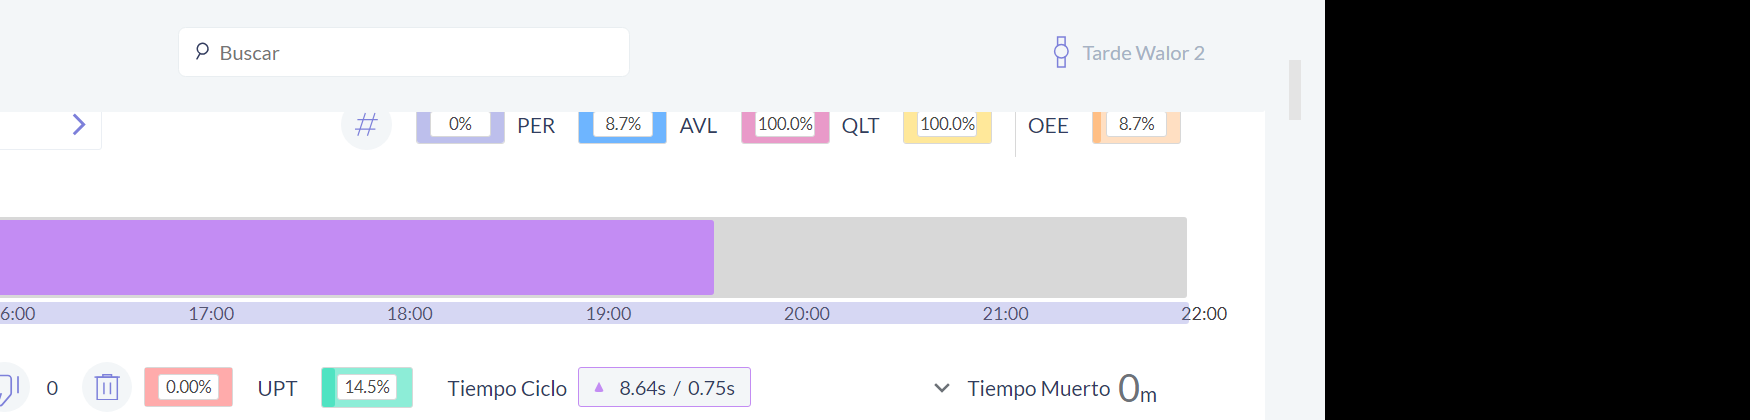 Buscar
Tarde Walor 2
# 0% PER 8.7% AVL 100.0% QLT 100.0% OEE 8.7%
6:00 17:00 18:00 19:00 20:00 21:00 22:00
0 0.00% UPT 14.5% Tiempo Ciclo 8.64s / 0.75s Tiempo Muerto 0m